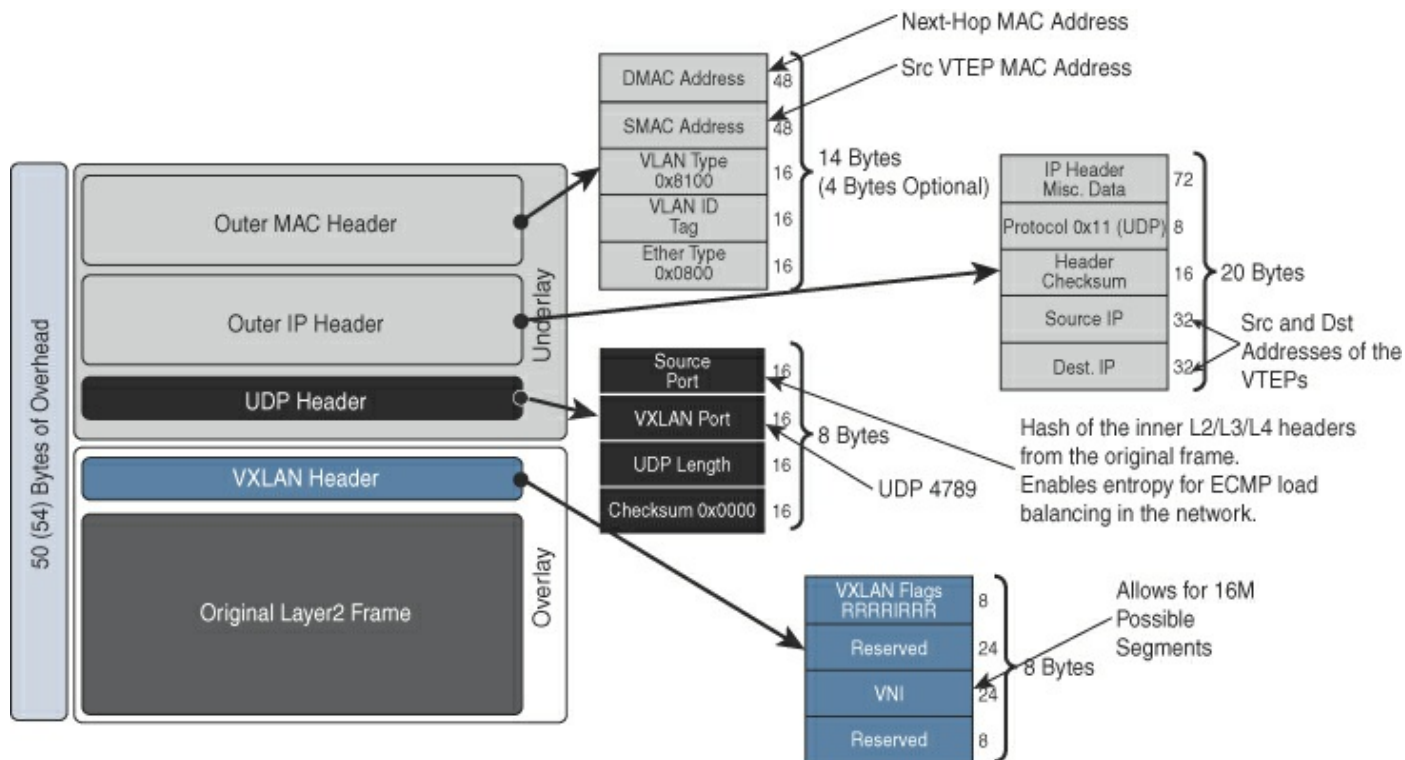 Next-Hop MAC Address
Src VTEP MAC Address
DMAC Address
48
SMAC Address
48
VLAN Type
0x8100
16
VLAN ID
Tag
16
Ether Type
0x0800
16
14 Bytes
(4 Bytes Optional)
IP Header
Misc. Data
72
Protocol 0x11 (UDP)
8
Header
Checksum
16
Source IP
32
Dest. IP
32
20 Bytes
Src and Dst
Addresses of the
VTEPs
50 (54) Bytes of Overhead
Outer MAC Header
Outer IP Header
UDP Header
Underlay
VXLAN Header
Original Layer2 Frame
Overlay
Source
Port
16
VXLAN Port
16
UDP Length
16
Checksum 0x0000
16
8 Bytes
UDP 4789
Hash of the inner L2/L3/L4 headers
from the original frame.
Enables entropy for ECMP load
balancing in the network.
VXLAN Flags
RRRRIRRR
8
Reserved
24
VNI
24
Reserved
8
8 Bytes
Allows for 16M
Possible
Segments